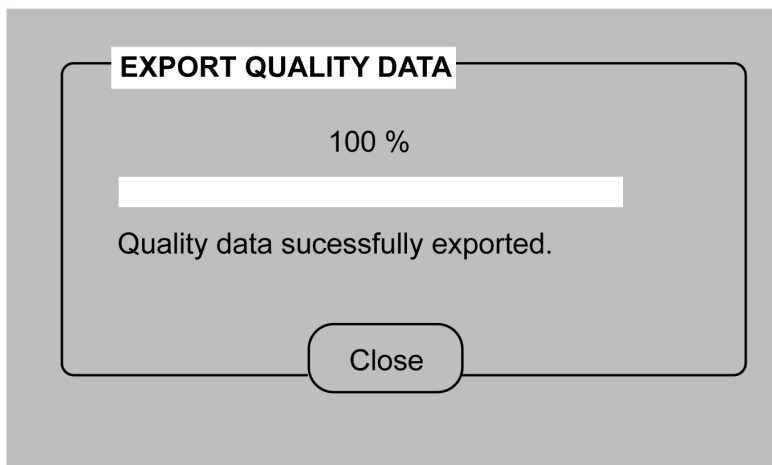 EXPORT QUALITY DATA
100 %
Quality data sucessfully exported.
Close